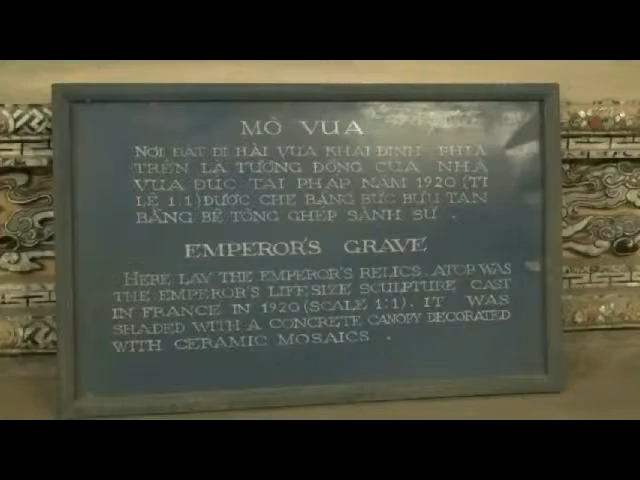 MỘ VUA
NƠI ĐẶT DI HÀI VUA KHẢI ĐỊNH PHÍA
TRÊN LÀ TƯỢNG ĐỒNG CỦA NHÀ
VUA ĐÚC TẠI PHÁP NĂM 1920 (TỈ
LỆ 1.1) ĐƯỢC CHE BẰNG BỨC BỬU TÁN
BẰNG BÊ TÔNG GHÉP SÀNH SỨ .
EMPEROR'S GRAVE
HERE LAY THE EMPEROR'S RELICS. ATOP WAS
THE EMPEROR'S LIFESIZE SCULPTURE CAST
IN FRANCE IN 1920 (SCALE 1:1). IT WAS
SHADED WITH A CONCRETE CANOPY DECORATED
WITH CERAMIC MOSAICS .